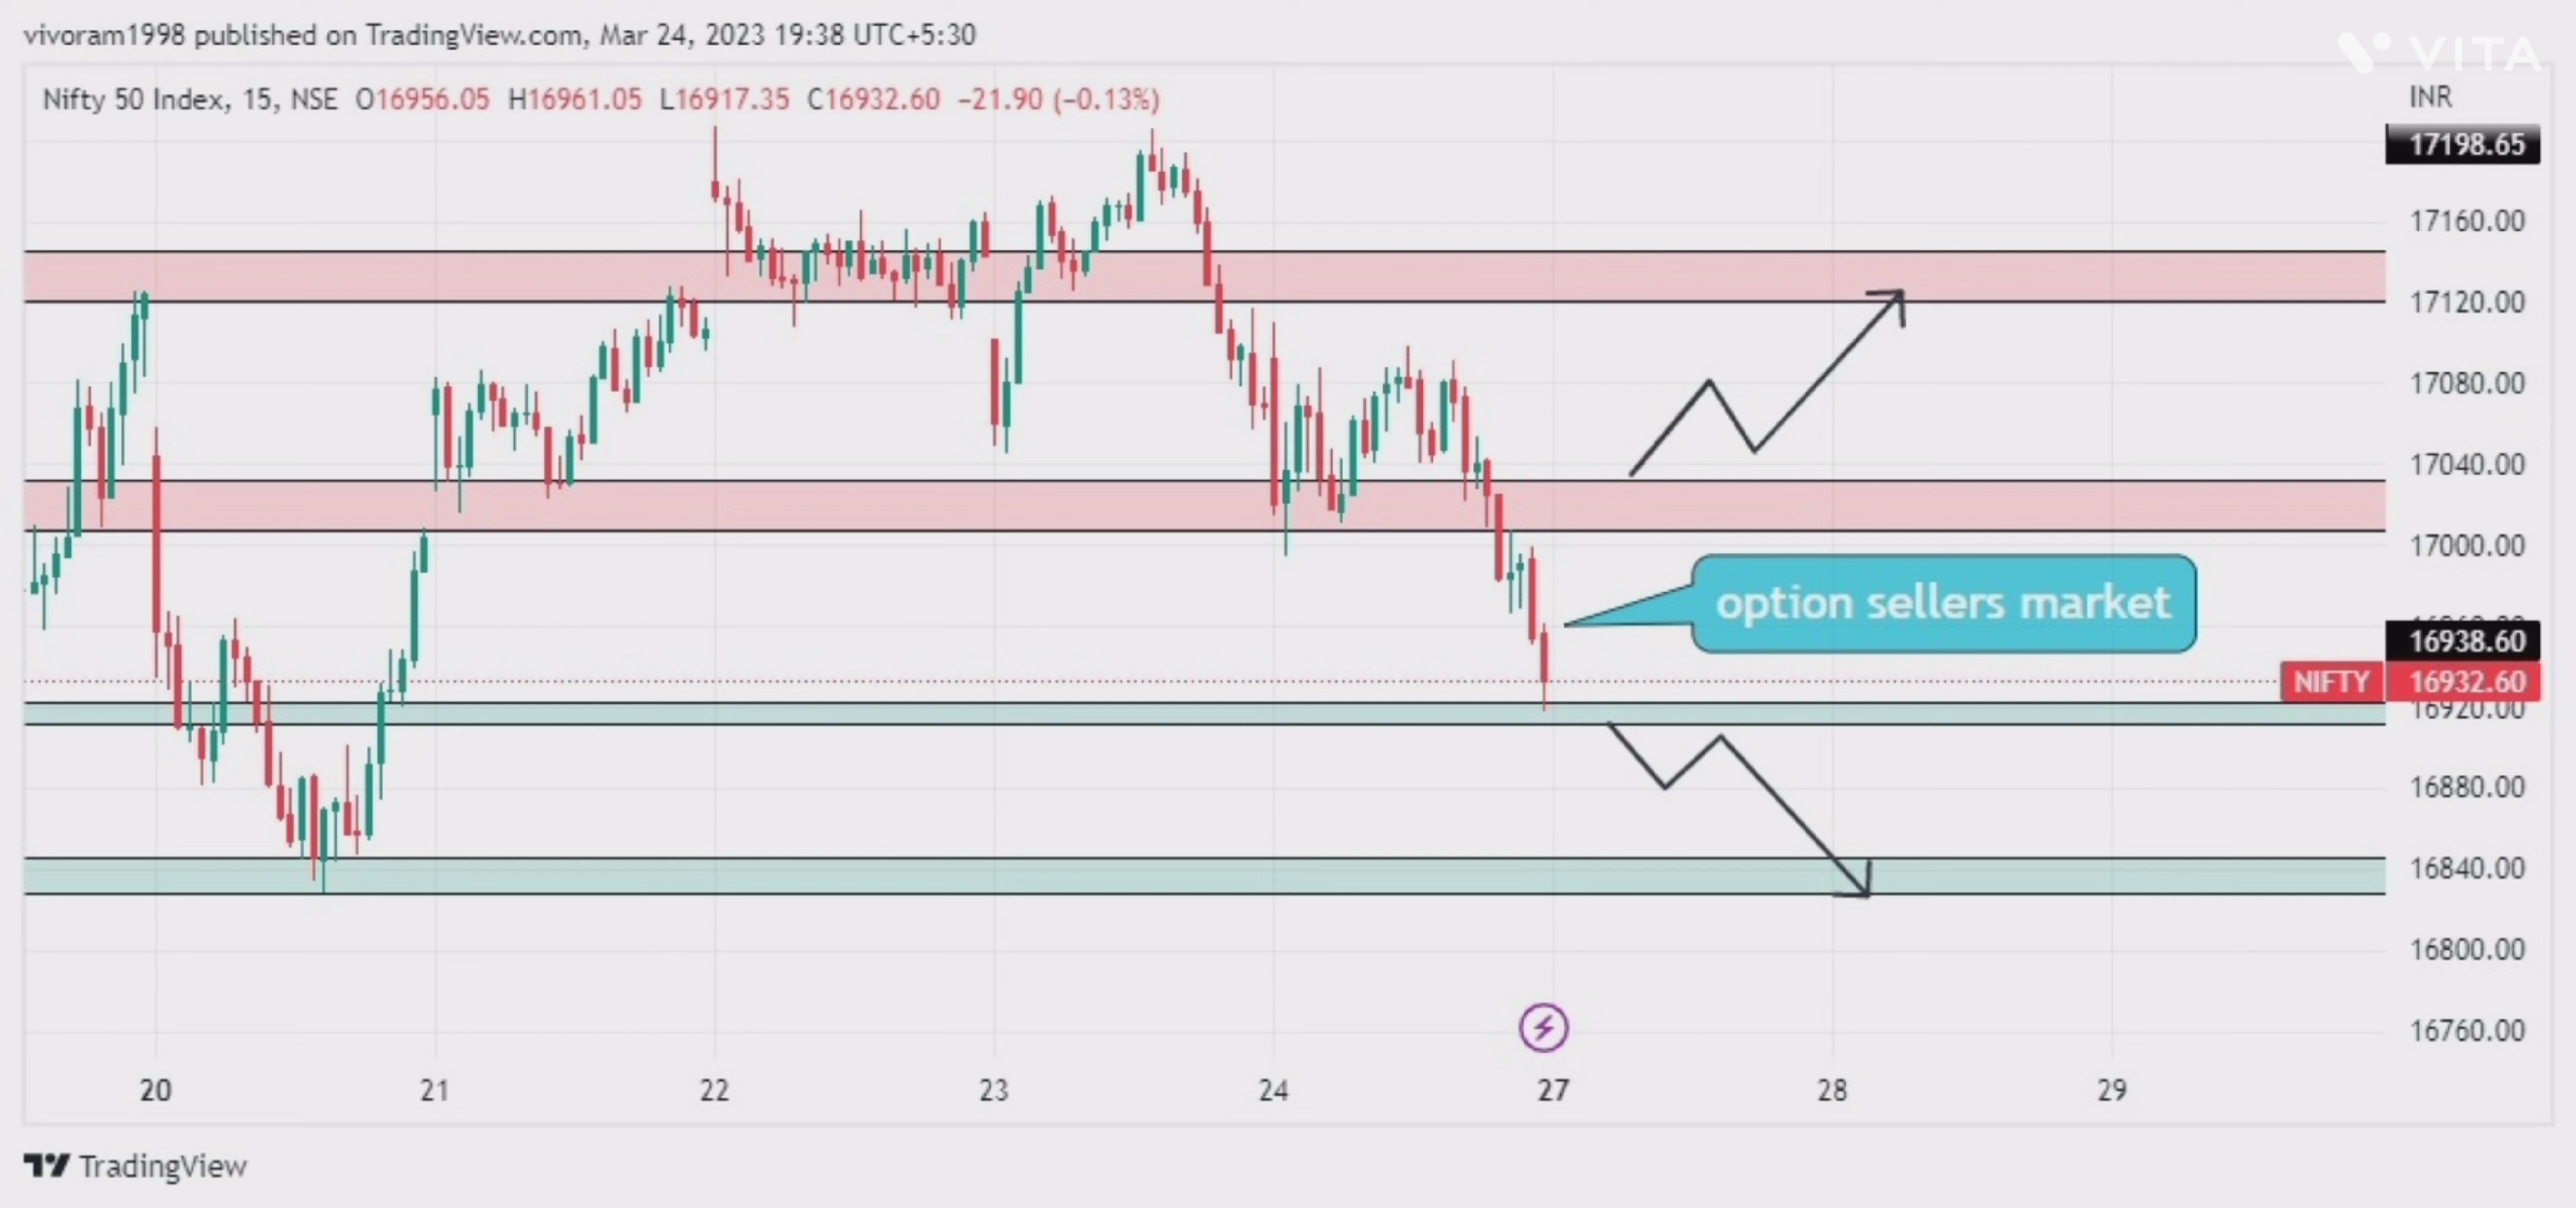 vivoram1998 published on TradingView.com, Mar 24, 2023 19:38 UTC+5:30
VITA
Nifty 50 Index, 15, NSE O16956.05 H16961.05 L16917.35 C16932.60 −21.90 (−0.13%)
INR
17198.65
17160.00
17120.00
17080.00
17040.00
17000.00
option sellers market
16938.60
NIFTY 16932.60
16920.00
16880.00
16840.00
16800.00
16760.00
20 21 22 23 24 27 28 29
TradingView